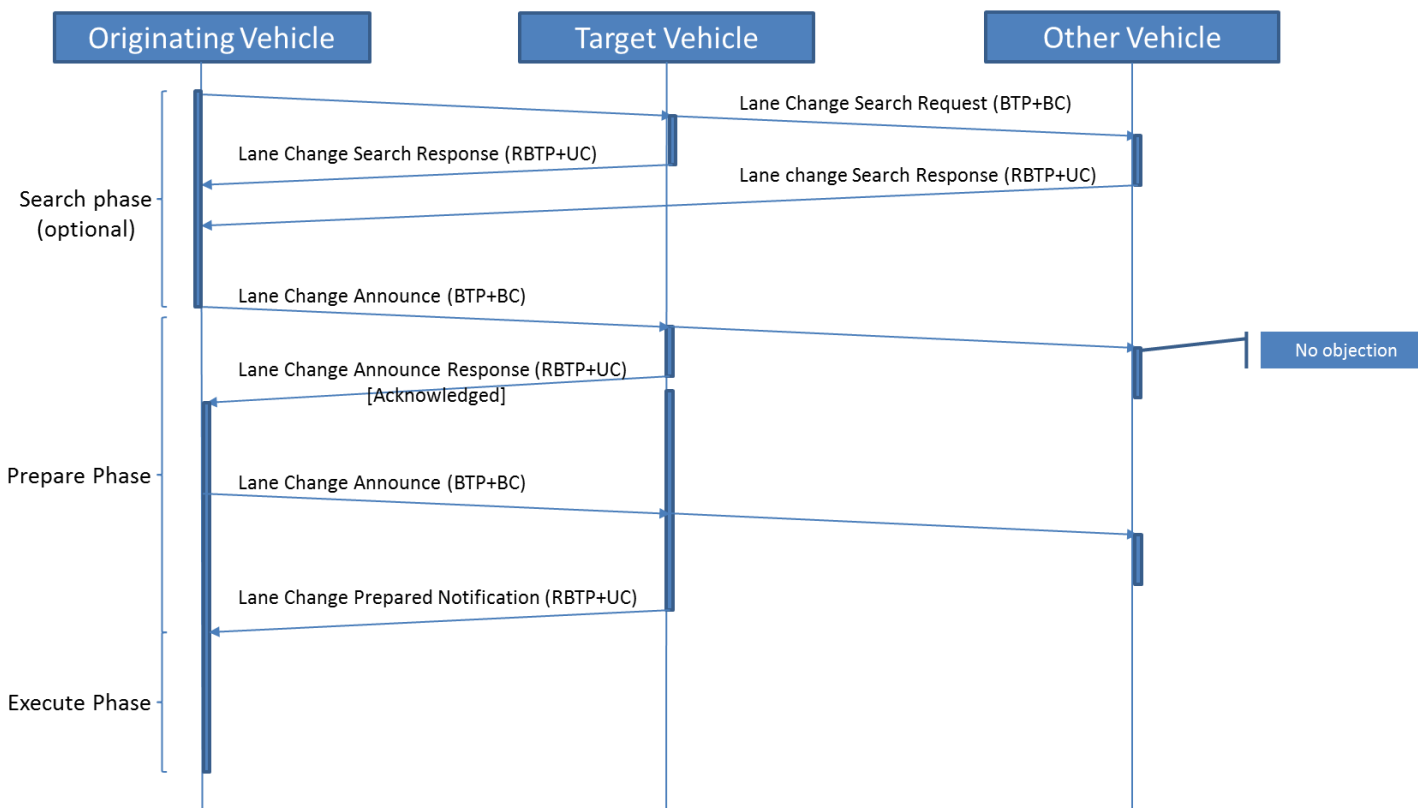 Originating Vehicle
Target Vehicle
Other Vehicle
Lane Change Search Request (BTP+BC)
Lane Change Search Response (RBTP+UC)
Lane change Search Response (RBTP+UC)
Search phase
(optional)
Lane Change Announce (BTP+BC)
No objection
Lane Change Announce Response (RBTP+UC)
[Acknowledged]
Prepare Phase
Lane Change Announce (BTP+BC)
Lane Change Prepared Notification (RBTP+UC)
Execute Phase